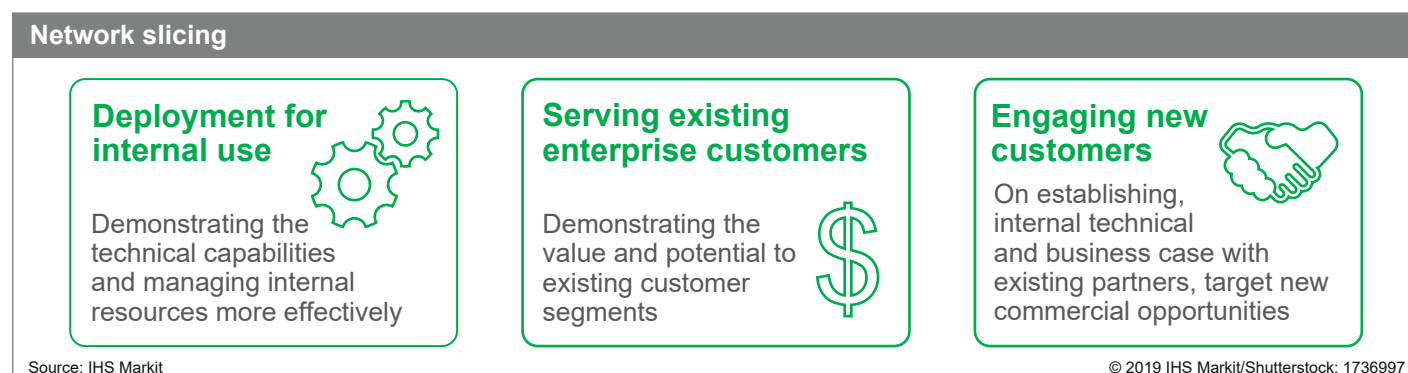 Network slicing
Deployment for
internal use
Demonstrating the
technical capabilities
and managing internal
resources more effectively
Serving existing
enterprise customers
Demonstrating the
value and potential to
existing customer
segments
$
Engaging new
customers
On establishing,
internal technical
and business case with
existing partners, target new
commercial opportunities
Source: IHS Markit
© 2019 IHS Markit/Shutterstock: 1736997